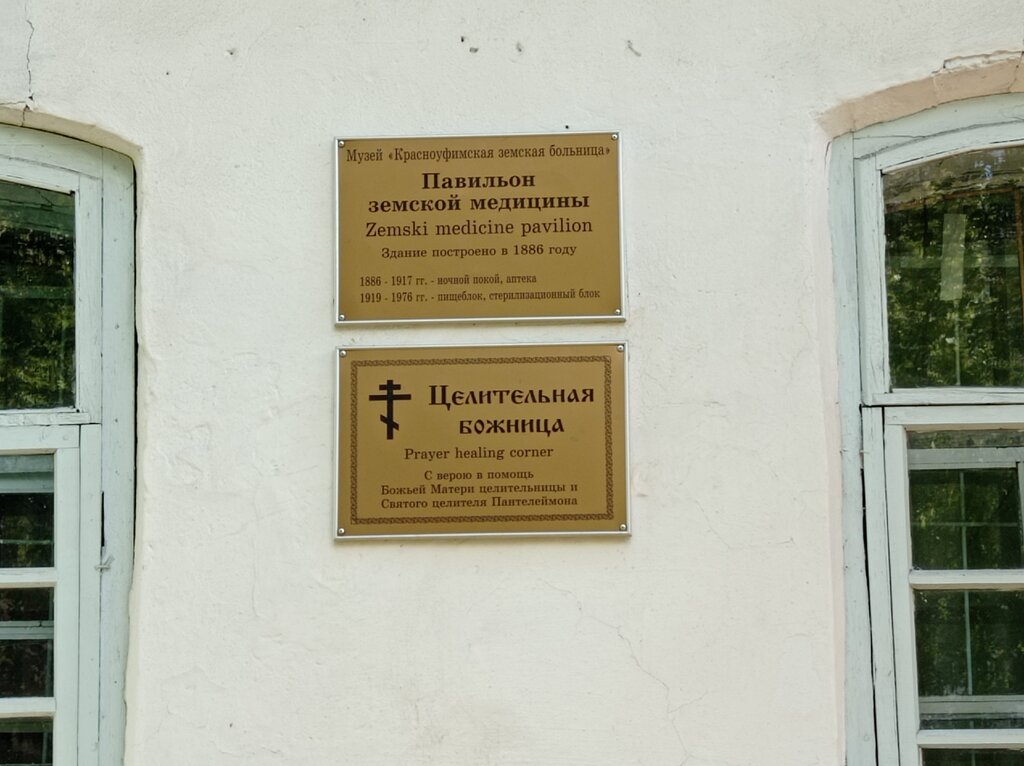 Музей «Красноуфимская земская больница»
Павильон
земской медицины
Zemski medicine pavilion
Здание построено в 1886 году
1886 - 1917 гг. - ночной покой, аптека
1919 - 1976 гг. - пищеблок, стерилизационный блок
Целительная
божница
Prayer healing corner
С верою в помощь
Божьей Матери целительницы и
Святого целителя Пантелеймона